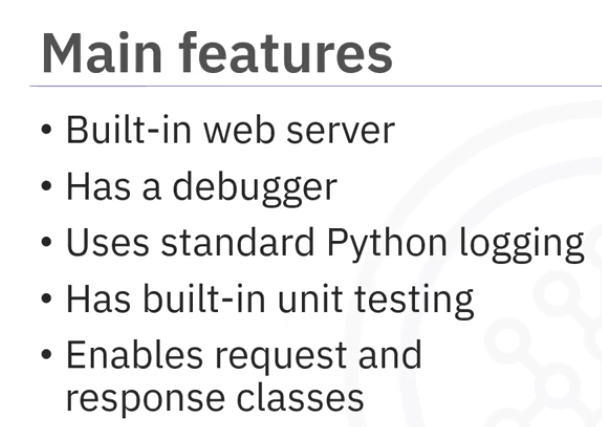 Main features
• Built-in web server
• Has a debugger
• Uses standard Python logging
• Has built-in unit testing
• Enables request and
response classes